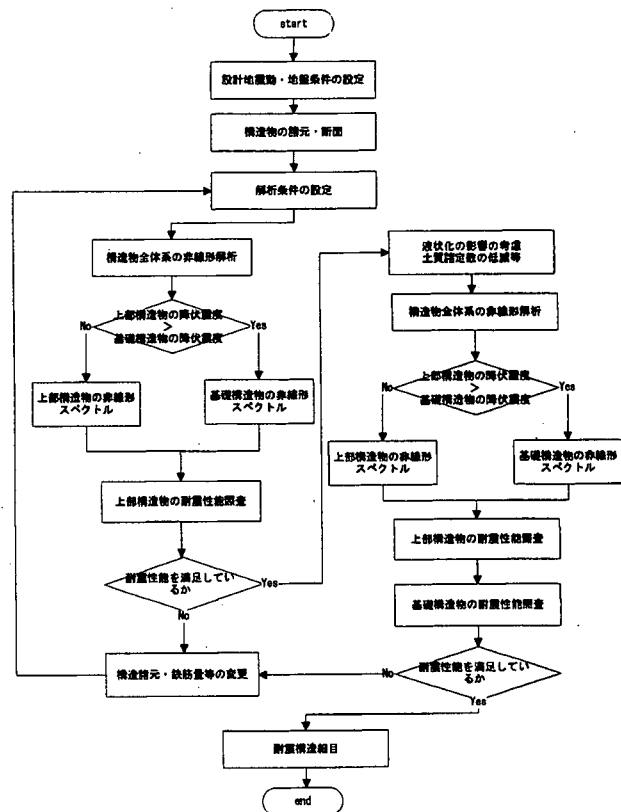 start
設計地震動・地盤条件の設定
構造物の諸元・断面
解析条件の設定
構造物全体系の非線形解析
上部構造物の降伏震度
>
基礎構造物の降伏震度
No
Yes
上部構造物の非線形
スペクトル
基礎構造物の非線形
スペクトル
上部構造物の耐震性能照査
耐震性能を満足してい
るか
Yes
No
構造諸元・鉄筋量等の変更
液状化の影響の考慮
土質諸定数の低減等
構造物全体系の非線形解析
上部構造物の降伏震度
>
基礎構造物の降伏震度
No
Yes
上部構造物の非線形
スペクトル
基礎構造物の非線形
スペクトル
上部構造物の耐震性能照査
基礎構造物の耐震性能照査
耐震性能を満足してい
るか
No
Yes
耐震構造細目
end